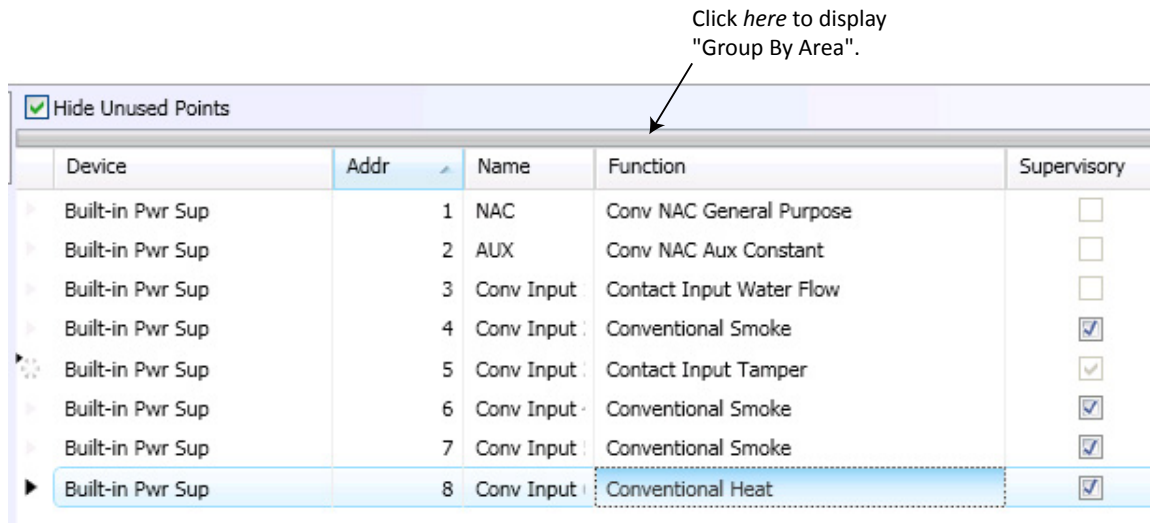 Click here to display
"Group By Area".
Hide Unused Points
Device Addr Name Function Supervisory
Built-in Pwr Sup 1 NAC Conv NAC General Purpose
Built-in Pwr Sup 2 AUX Conv NAC Aux Constant
Built-in Pwr Sup 3 Conv Input Contact Input Water Flow
Built-in Pwr Sup 4 Conv Input Conventional Smoke
Built-in Pwr Sup 5 Conv Input Contact Input Tamper
Built-in Pwr Sup 6 Conv Input Conventional Smoke
Built-in Pwr Sup 7 Conv Input Conventional Smoke
Built-in Pwr Sup 8 Conv Input Conventional Heat